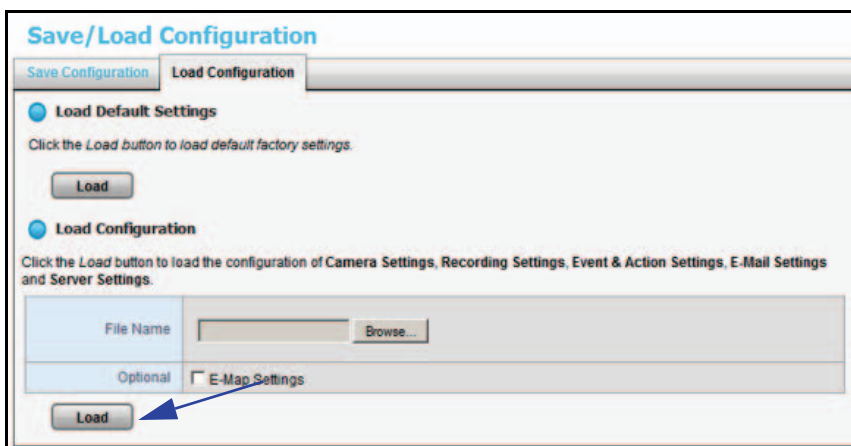 Save/Load Configuration
Save Configuration Load Configuration
Load Default Settings
Click the Load button to load default factory settings.
Load
Load Configuration
Click the Load button to load the configuration of Camera Settings, Recording Settings, Event & Action Settings, E-Mail Settings
and Server Settings.
File Name Browse...
Optional E-Map Settings
Load